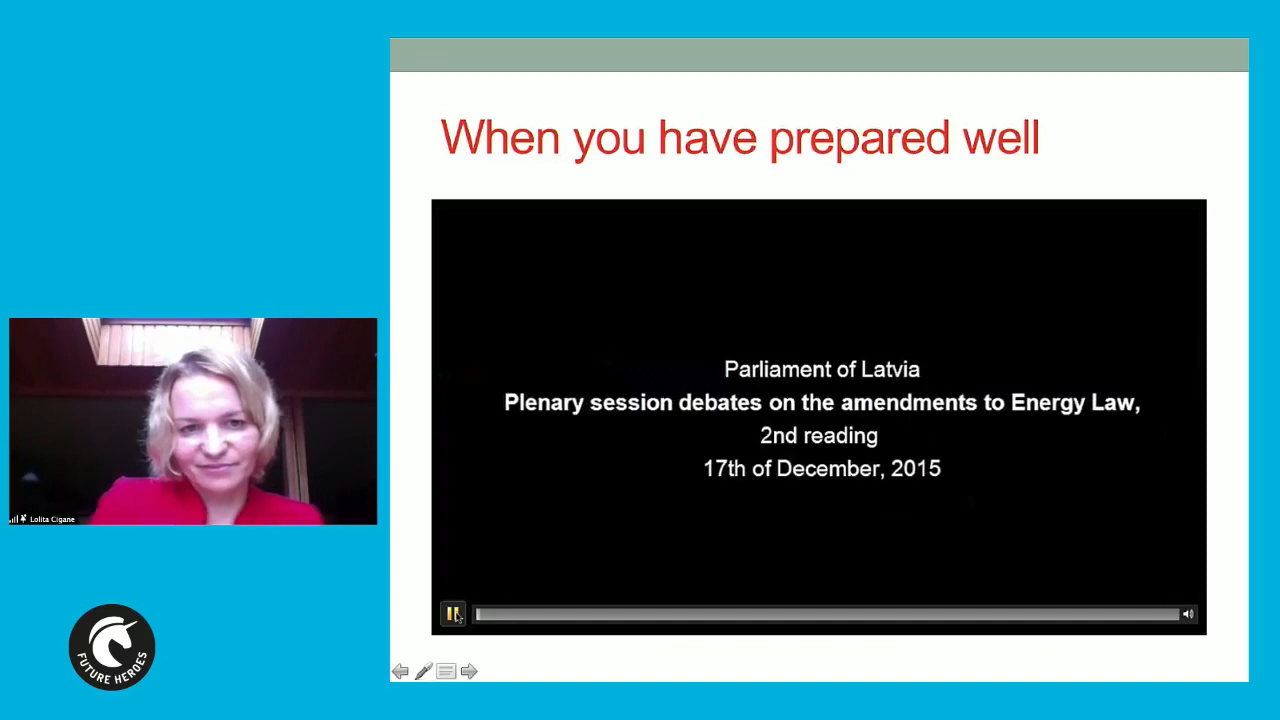 When you have prepared well
Parliament of Latvia
Plenary session debates on the amendments to Energy Law,
2nd reading
17th of December, 2015
Lolita Cigane
FUTURE HEROES